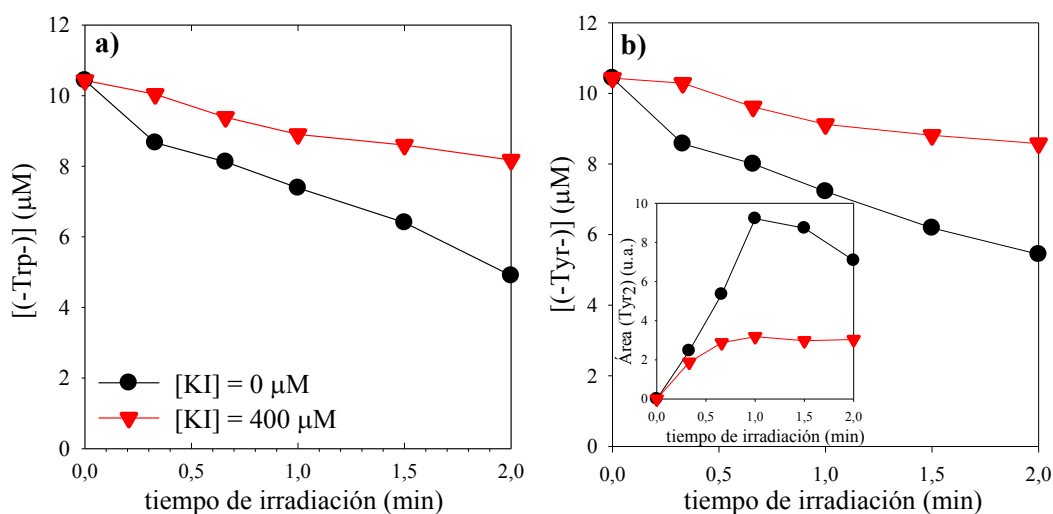 a)
12
10
8
6
4
2
0
[(-Trp-)] (μM)
[KI] = 0 μM
[KI] = 400 μM
0,0 0,5 1,0 1,5 2,0
tiempo de irradiación (min)
b)
12
10
8
6
4
2
0
[(-Tyr-)] (μM)
10
8
6
4
2
0
Área (Tyr2) (u.a.)
0,0 0,5 1,0 1,5 2,0
tiempo de irradiación (min)
0,0 0,5 1,0 1,5 2,0
tiempo de irradiación (min)